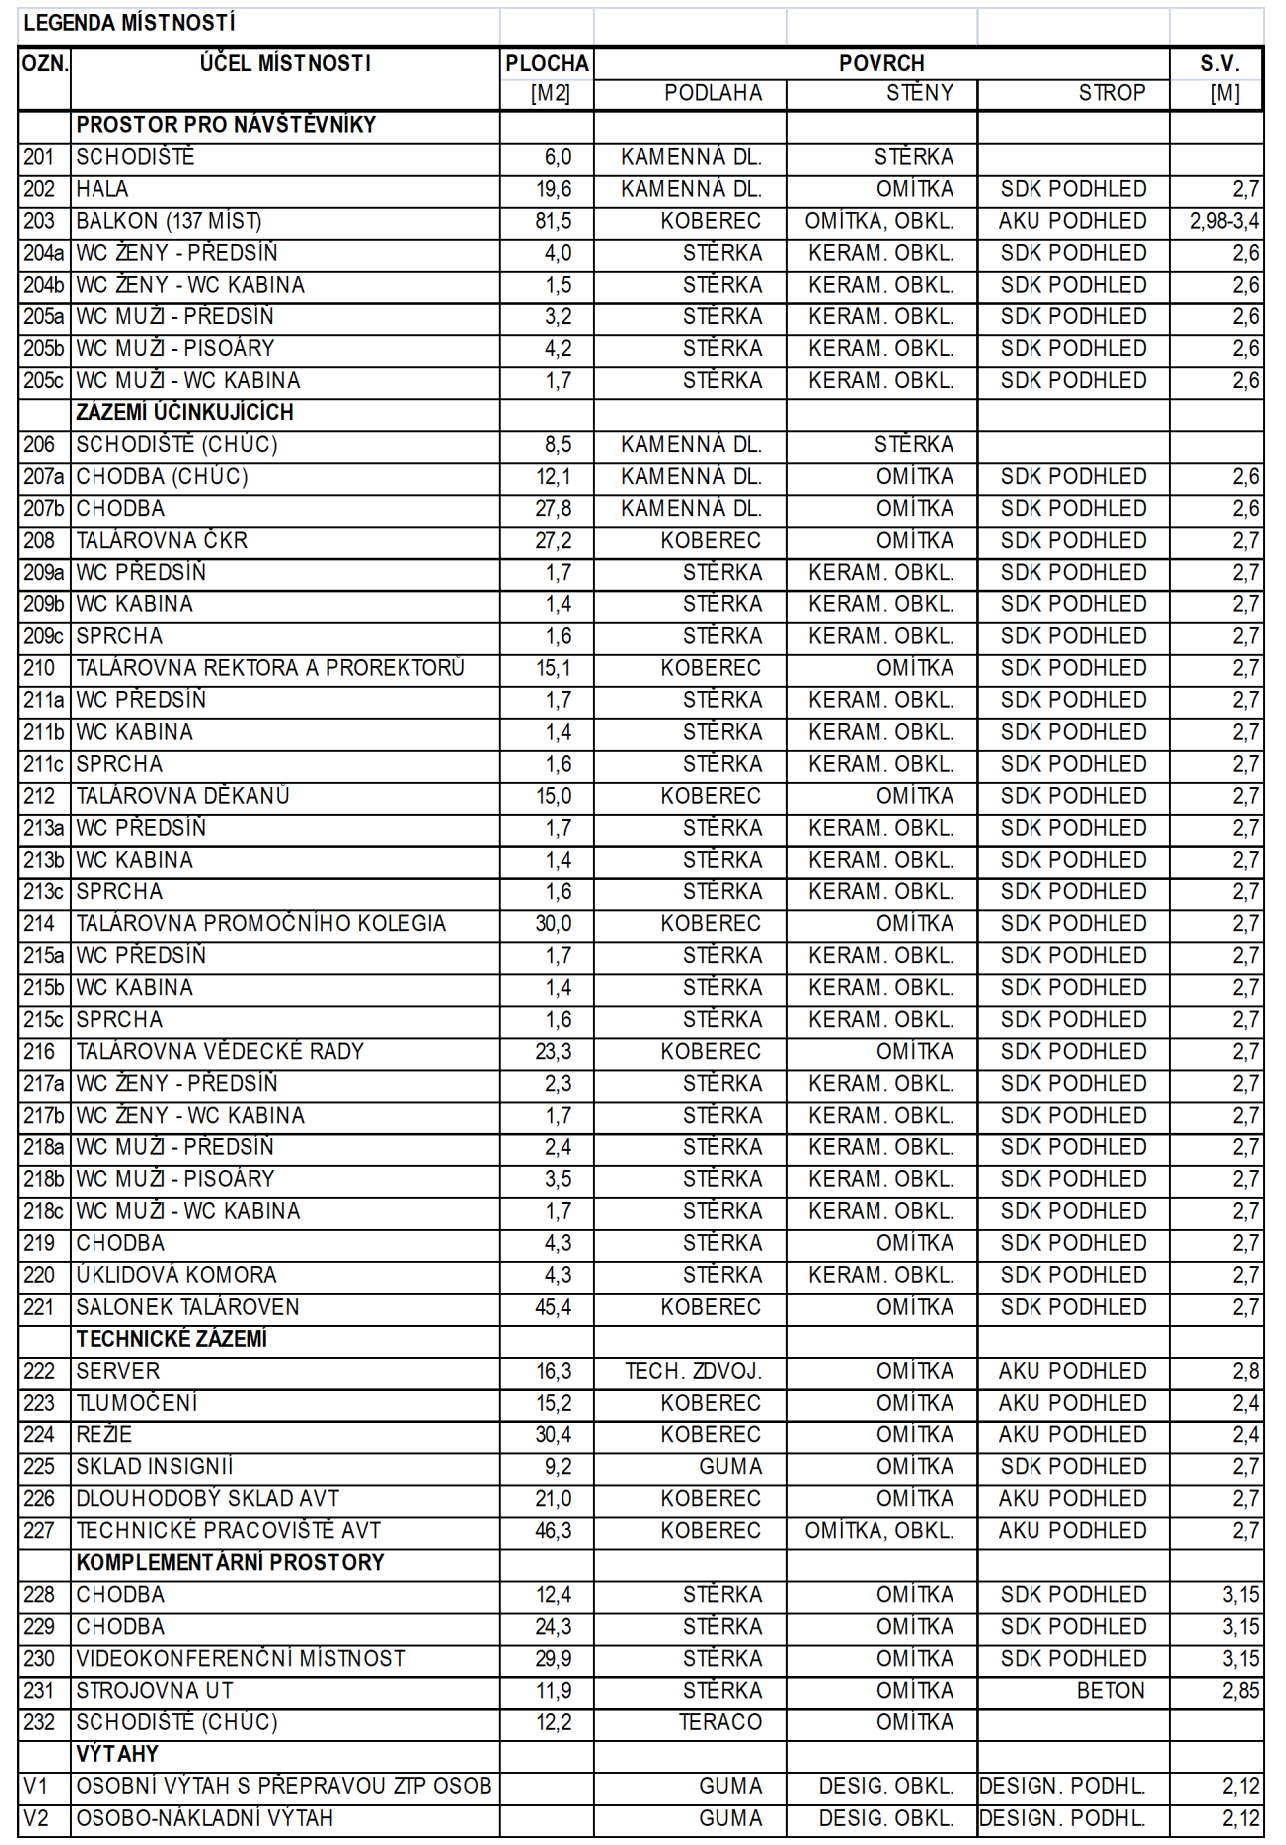 LEGENDA MÍSTNOSTÍ
OZN. ÚČEL MÍSTNOSTI PLOCHA POVRCH S.V.
[M2] PODLAHA STĚNY STROP [M]
PROSTOR PRO NÁVŠTĚVNÍKY
201 SCHODIŠTĚ 6,0 KAMENNÁ DL. STĚRKA
202 HALA 19,6 KAMENNÁ DL. OMÍTKA SDK PODHLED 2,7
203 BALKON (137 MÍST) 81,5 KOBEREC OMÍTKA, OBKL. AKU PODHLED 2,98-3,4
204a WC ŽENY - PŘEDSÍŇ 4,0 STĚRKA KERAM. OBKL. SDK PODHLED 2,6
204b WC ŽENY - WC KABINA 1,5 STĚRKA KERAM. OBKL. SDK PODHLED 2,6
205a WC MUŽI - PŘEDSÍŇ 3,2 STĚRKA KERAM. OBKL. SDK PODHLED 2,6
205b WC MUŽI - PISOÁRY 4,2 STĚRKA KERAM. OBKL. SDK PODHLED 2,6
205c WC MUŽI - WC KABINA 1,7 STĚRKA KERAM. OBKL. SDK PODHLED 2,6
ZÁZEMÍ ÚČINKUJÍCÍCH
206 SCHODIŠTĚ (CHÚC) 8,5 KAMENNÁ DL. STĚRKA
207a CHODBA (CHÚC) 12,1 KAMENNÁ DL. OMÍTKA SDK PODHLED 2,6
207b CHODBA 27,8 KAMENNÁ DL. OMÍTKA SDK PODHLED 2,6
208 TALÁROVNA ČKR 27,2 KOBEREC OMÍTKA SDK PODHLED 2,7
209a WC PŘEDSÍŇ 1,7 STĚRKA KERAM. OBKL. SDK PODHLED 2,7
209b WC KABINA 1,4 STĚRKA KERAM. OBKL. SDK PODHLED 2,7
209c SPRCHA 1,6 STĚRKA KERAM. OBKL. SDK PODHLED 2,7
210 TALÁROVNA REKTORA A PROREKTORŮ 15,1 KOBEREC OMÍTKA SDK PODHLED 2,7
211a WC PŘEDSÍŇ 1,7 STĚRKA KERAM. OBKL. SDK PODHLED 2,7
211b WC KABINA 1,4 STĚRKA KERAM. OBKL. SDK PODHLED 2,7
211c SPRCHA 1,6 STĚRKA KERAM. OBKL. SDK PODHLED 2,7
212 TALÁROVNA DĚKANŮ 15,0 KOBEREC OMÍTKA SDK PODHLED 2,7
213a WC PŘEDSÍŇ 1,7 STĚRKA KERAM. OBKL. SDK PODHLED 2,7
213b WC KABINA 1,4 STĚRKA KERAM. OBKL. SDK PODHLED 2,7
213c SPRCHA 1,6 STĚRKA KERAM. OBKL. SDK PODHLED 2,7
214 TALÁROVNA PROMOČNÍHO KOLEGIA 30,0 KOBEREC OMÍTKA SDK PODHLED 2,7
215a WC PŘEDSÍŇ 1,7 STĚRKA KERAM. OBKL. SDK PODHLED 2,7
215b WC KABINA 1,4 STĚRKA KERAM. OBKL. SDK PODHLED 2,7
215c SPRCHA 1,6 STĚRKA KERAM. OBKL. SDK PODHLED 2,7
216 TALÁROVNA VĚDECKÉ RADY 23,3 KOBEREC OMÍTKA SDK PODHLED 2,7
217a WC ŽENY - PŘEDSÍŇ 2,3 STĚRKA KERAM. OBKL. SDK PODHLED 2,7
217b WC ŽENY - WC KABINA 1,7 STĚRKA KERAM. OBKL. SDK PODHLED 2,7
218a WC MUŽI - PŘEDSÍŇ 2,4 STĚRKA KERAM. OBKL. SDK PODHLED 2,7
218b WC MUŽI - PISOÁRY 3,5 STĚRKA KERAM. OBKL. SDK PODHLED 2,7
218c WC MUŽI - WC KABINA 1,7 STĚRKA KERAM. OBKL. SDK PODHLED 2,7
219 CHODBA 4,3 STĚRKA OMÍTKA SDK PODHLED 2,7
220 ÚKLIDOVÁ KOMORA 4,3 STĚRKA KERAM. OBKL. SDK PODHLED 2,7
221 SALONEK TALÁROVEN 45,4 KOBEREC OMÍTKA SDK PODHLED 2,7
TECHNICKÉ ZÁZEMÍ
222 SERVER 16,3 TECH. ZDVOJ. OMÍTKA AKU PODHLED 2,8
223 TLUMOČENÍ 15,2 KOBEREC OMÍTKA AKU PODHLED 2,4
224 REŽIE 30,4 KOBEREC OMÍTKA AKU PODHLED 2,4
225 SKLAD INSIGNIÍ 9,2 GUMA OMÍTKA SDK PODHLED 2,7
226 DLOUHODOBÝ SKLAD AVT 21,0 KOBEREC OMÍTKA AKU PODHLED 2,7
227 TECHNICKÉ PRACOVIŠTĚ AVT 46,3 KOBEREC OMÍTKA, OBKL. AKU PODHLED 2,7
KOMPLEMENTÁRNÍ PROSTORY
228 CHODBA 12,4 STĚRKA OMÍTKA SDK PODHLED 3,15
229 CHODBA 24,3 STĚRKA OMÍTKA SDK PODHLED 3,15
230 VIDEOKONFERENČNÍ MÍSTNOST 29,9 STĚRKA OMÍTKA SDK PODHLED 3,15
231 STROJOVNA UT 11,9 STĚRKA OMÍTKA BETON 2,85
232 SCHODIŠTĚ (CHÚC) 12,2 TERACO OMÍTKA
VÝTAHY
V1 OSOBNÍ VÝTAH S PŘEPRAVOU ZTP OSOB GUMA DESIG. OBKL. DESIGN. PODHL. 2,12
V2 OSOBO-NÁKLADNÍ VÝTAH GUMA DESIG. OBKL. DESIGN. PODHL. 2,12